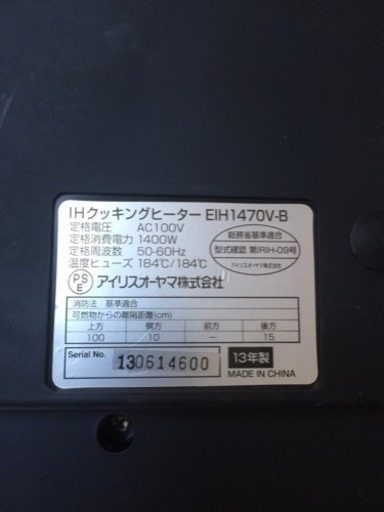 IHクッキングヒーター EIH1470V-B
定格電圧 AC100V
定格消費電力 1400W
定格周波数 50-60Hz
温度ヒューズ 184℃/184℃
総務省基準適合
型式確認 第IRIH-09号
アイリスオーヤマ株式会社
PS
E
アイリスオーヤマ株式会社
消防法 基準適合
可燃物からの離隔距離(cm)
上方 側方 前方 後方
100 10 ー 15
Serial No. 130614600
13年製
MADE IN CHINA